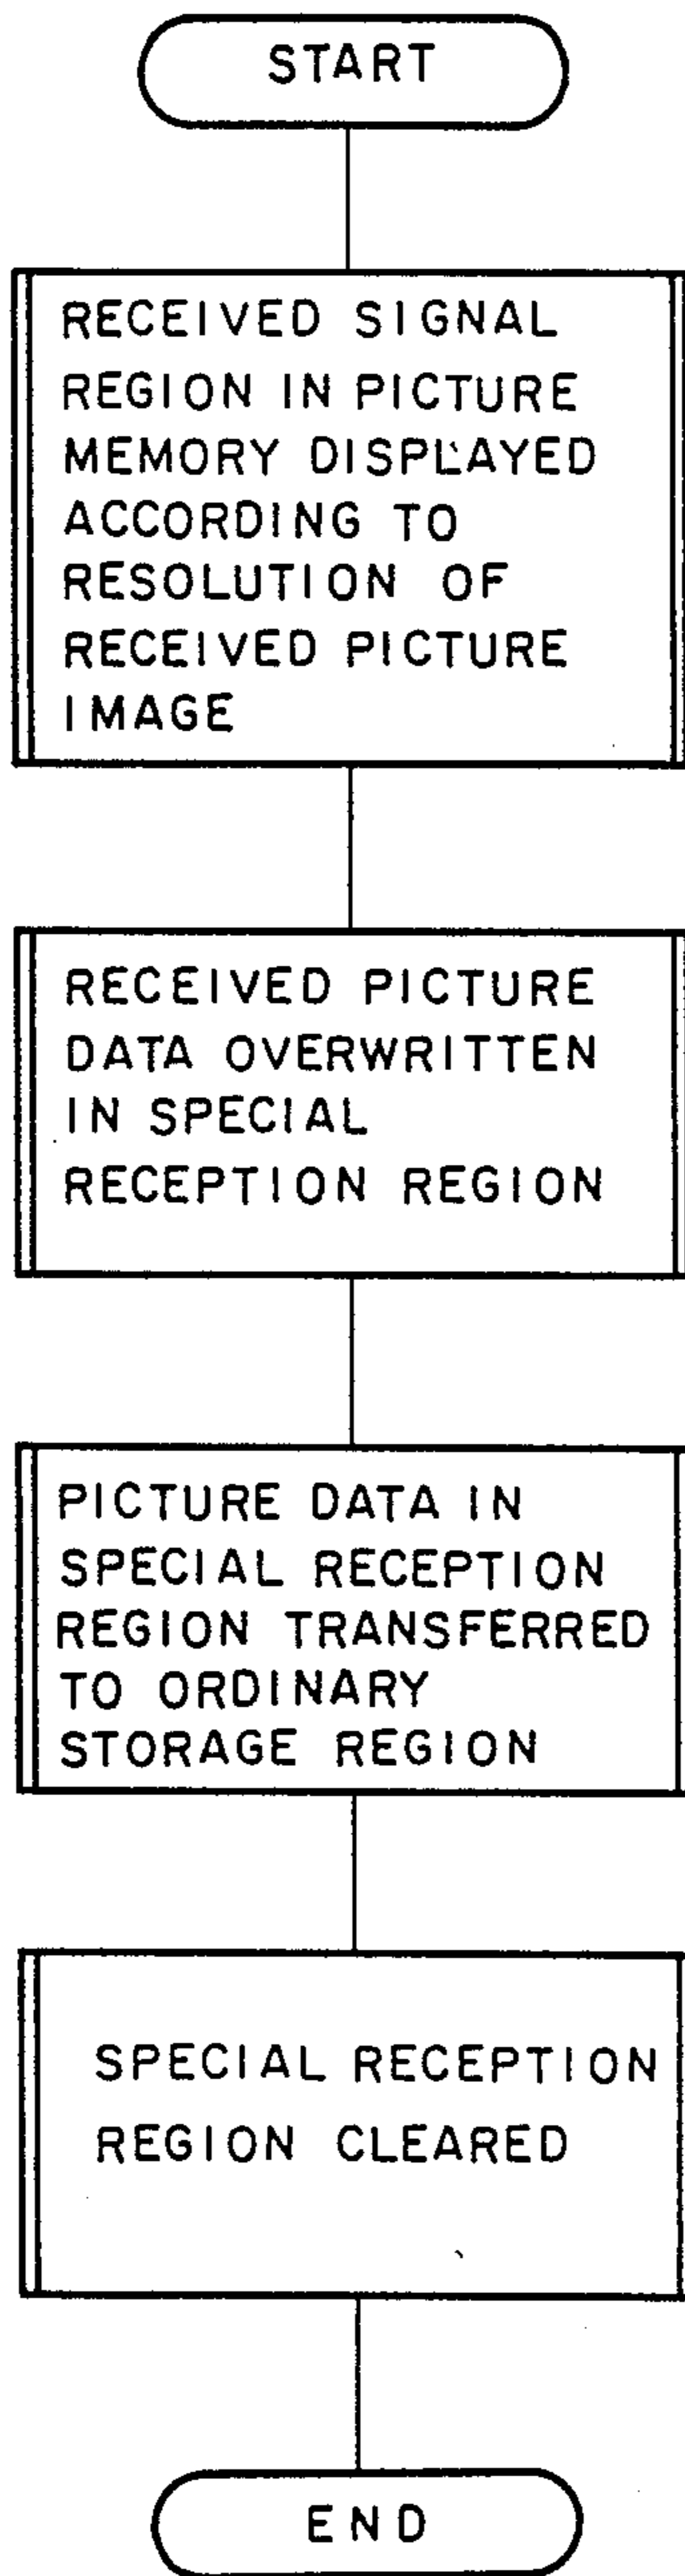 START
RECEIVED SIGNAL
REGION IN PICTURE
MEMORY DISPLAYED
ACCORDING TO
RESOLUTION OF
RECEIVED PICTURE
IMAGE
RECEIVED PICTURE
DATA OVERWRITTEN
IN SPECIAL
RECEPTION REGION
PICTURE DATA IN
SPECIAL RECEPTION
REGION TRANSFERRED
TO ORDINARY
STORAGE REGION
SPECIAL RECEPTION
REGION CLEARED
END